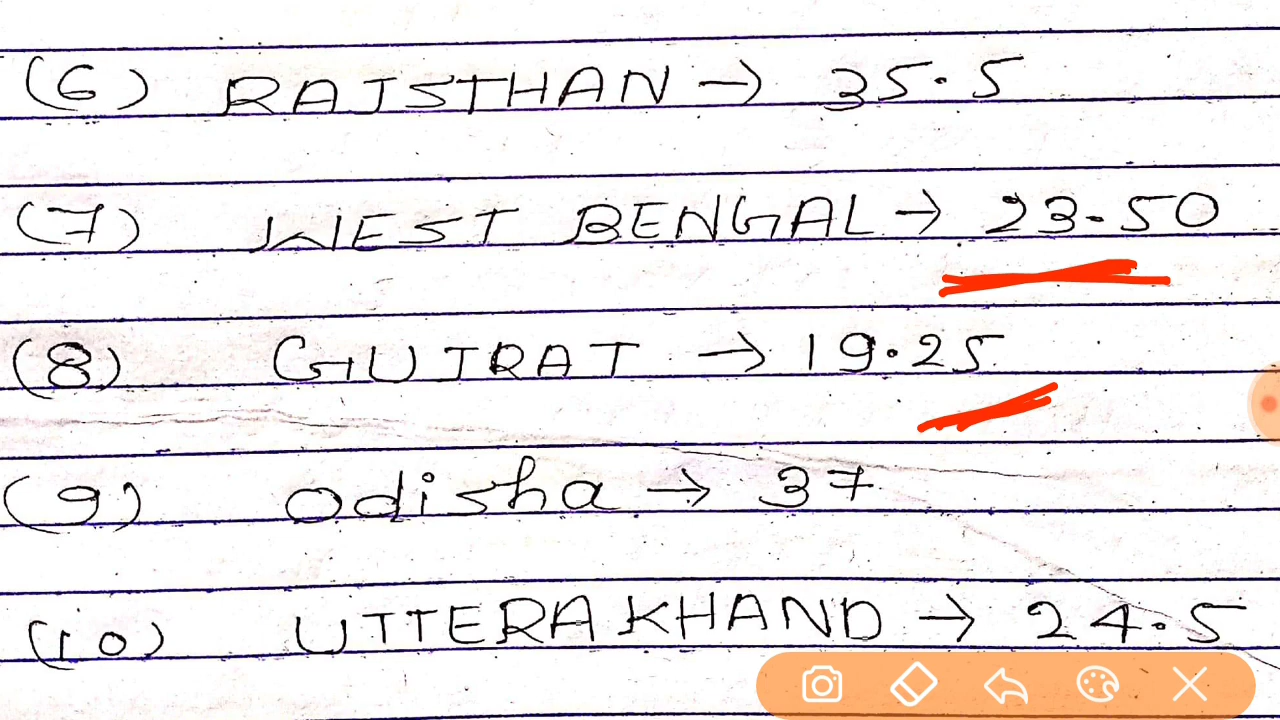 (6) RAJSTHAN → 35.5
(7) WEST BENGAL → 23.50
(8) GUJRAT → 19.25
(9) Odisha → 37
(10) UTTERAKHAND → 24.5